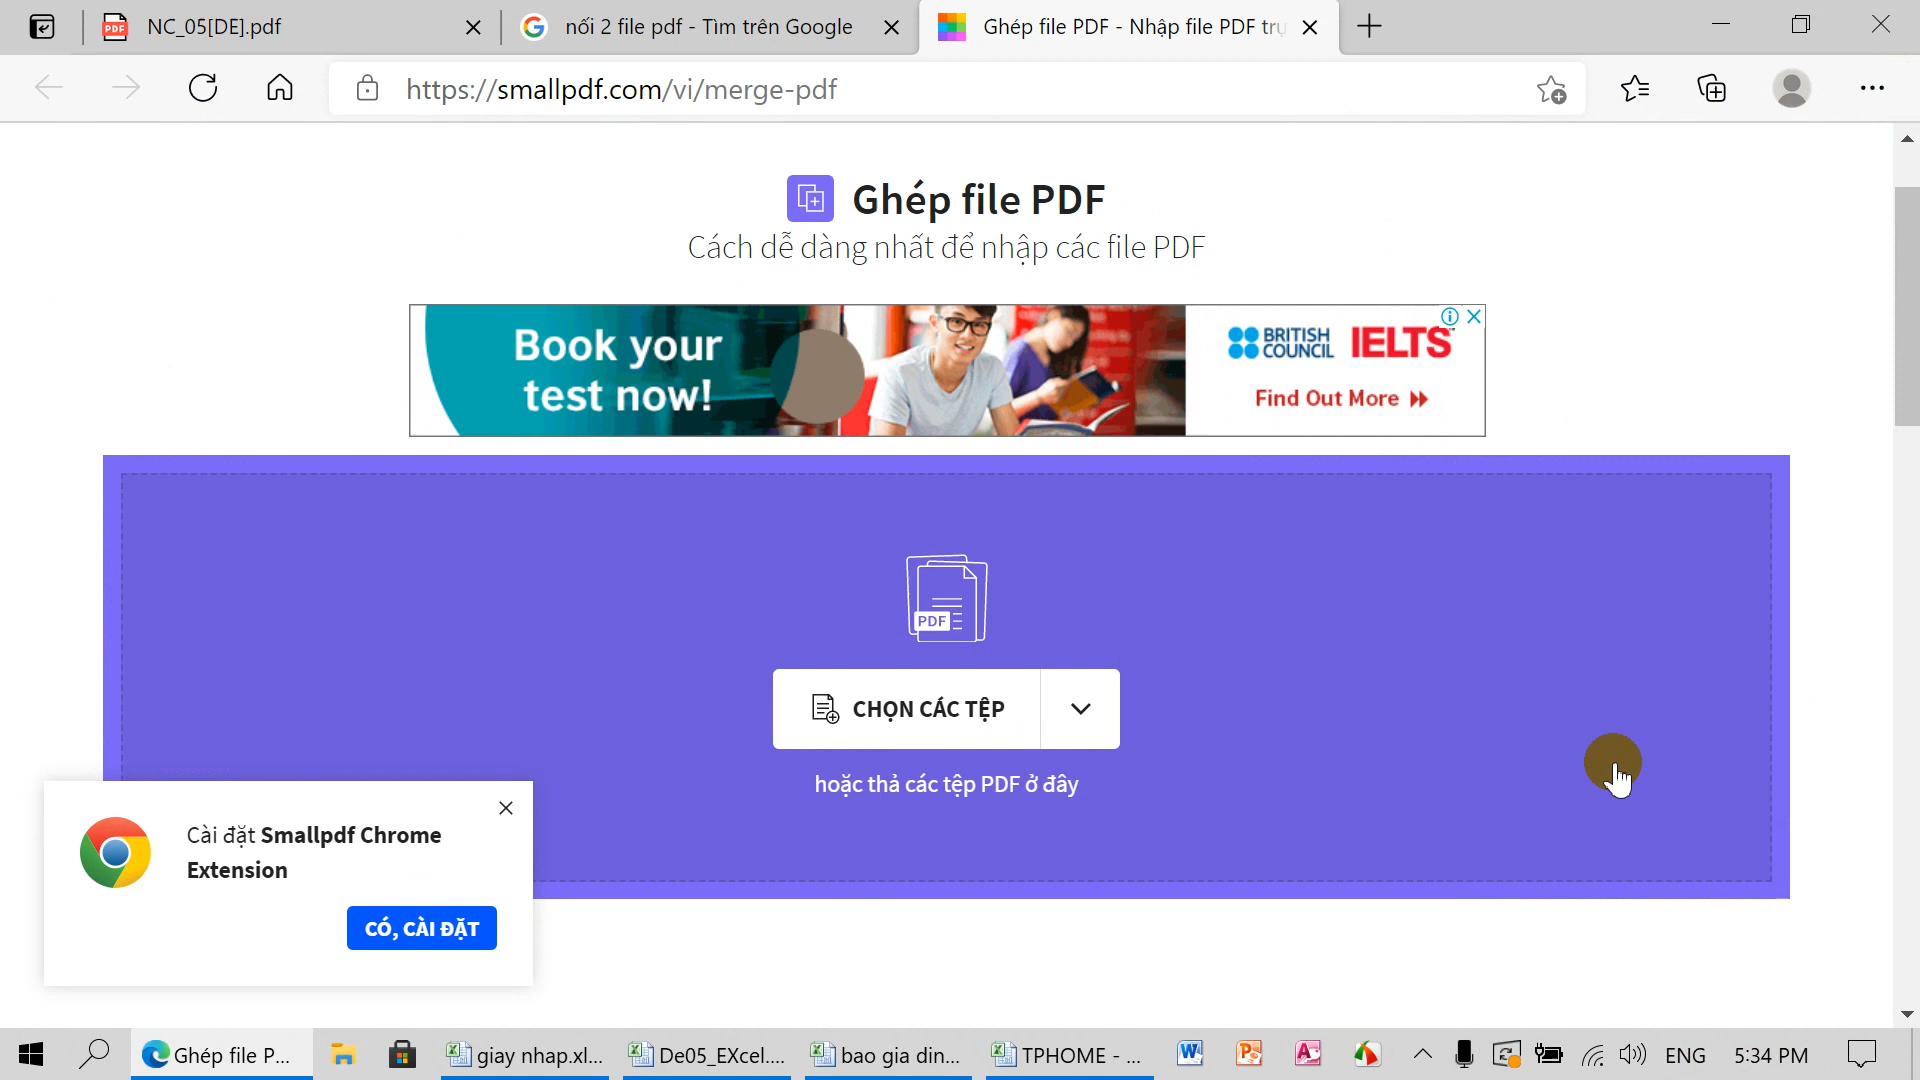 NC_05[DE].pdf
nối 2 file pdf - Tìm trên Google
Ghép file PDF - Nhập file PDF trự
https://smallpdf.com/vi/merge-pdf
Ghép file PDF
Cách dễ dàng nhất để nhập các file PDF
Book your
test now!
BRITISH
COUNCIL
IELTS
Find Out More
PDF
CHỌN CÁC TỆP
hoặc thả các tệp PDF ở đây
Cài đặt Smallpdf Chrome
Extension
CÓ, CÀI ĐẶT
Ghép file P...
giay nhap.xl...
De05_EXcel....
bao gia din...
TPHOME - ...
ENG
5:34 PM